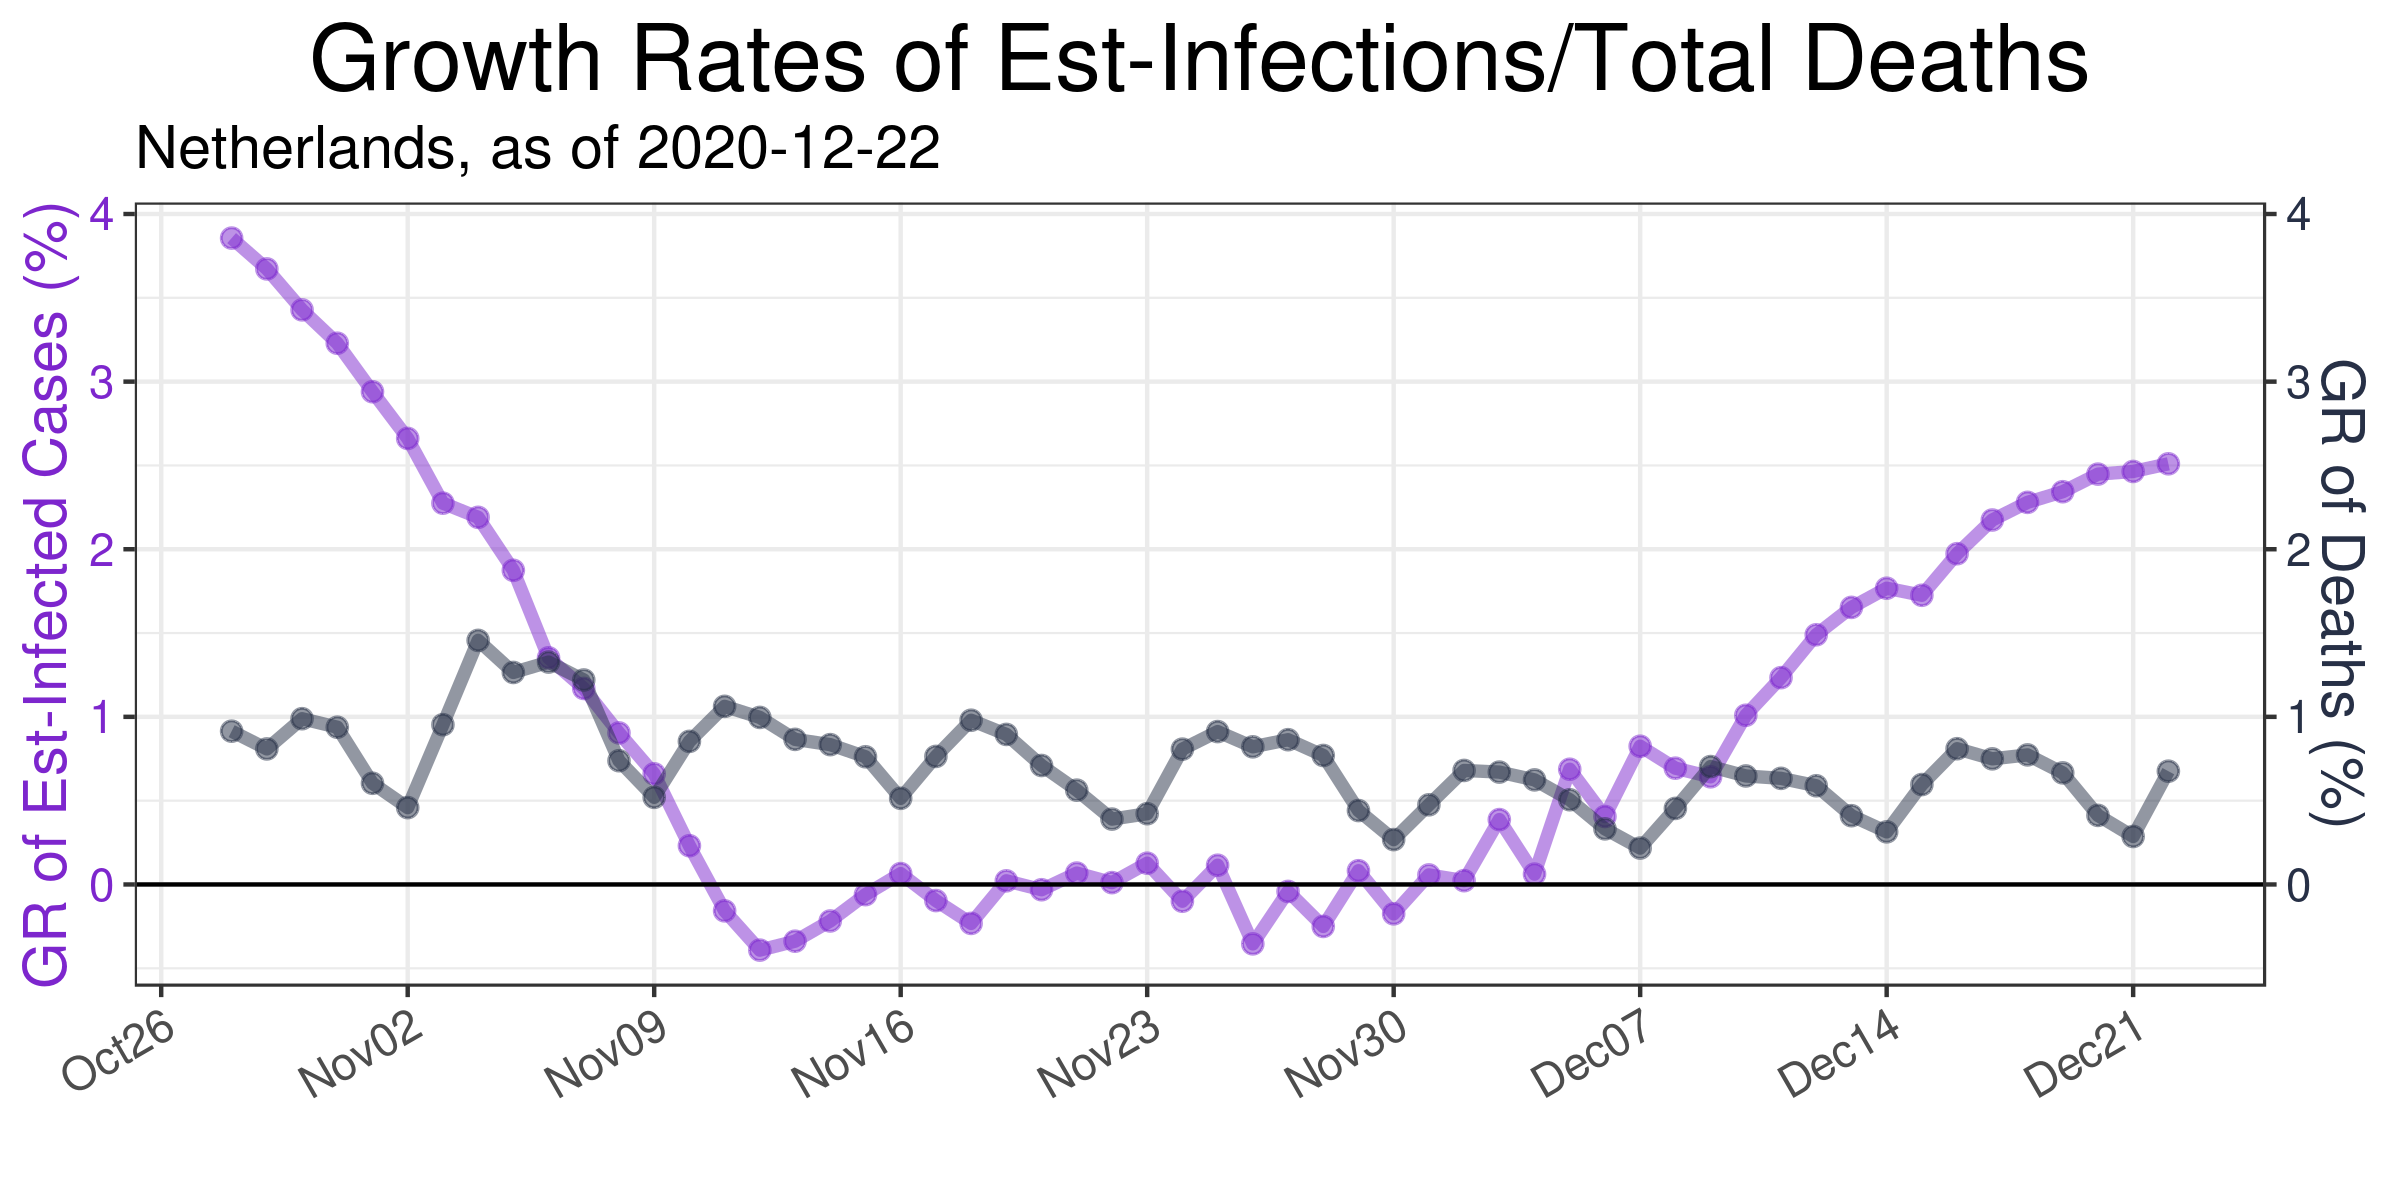 Growth Rates of Est-Infections/Total Deaths
Netherlands, as of 2020-12-22
GR of Est-Infected Cases (%)
4
3
2
1
0
4
3
2
1
0
GR of Deaths (%)
Oct26
Nov02
Nov09
Nov16
Nov23
Nov30
Dec07
Dec14
Dec21